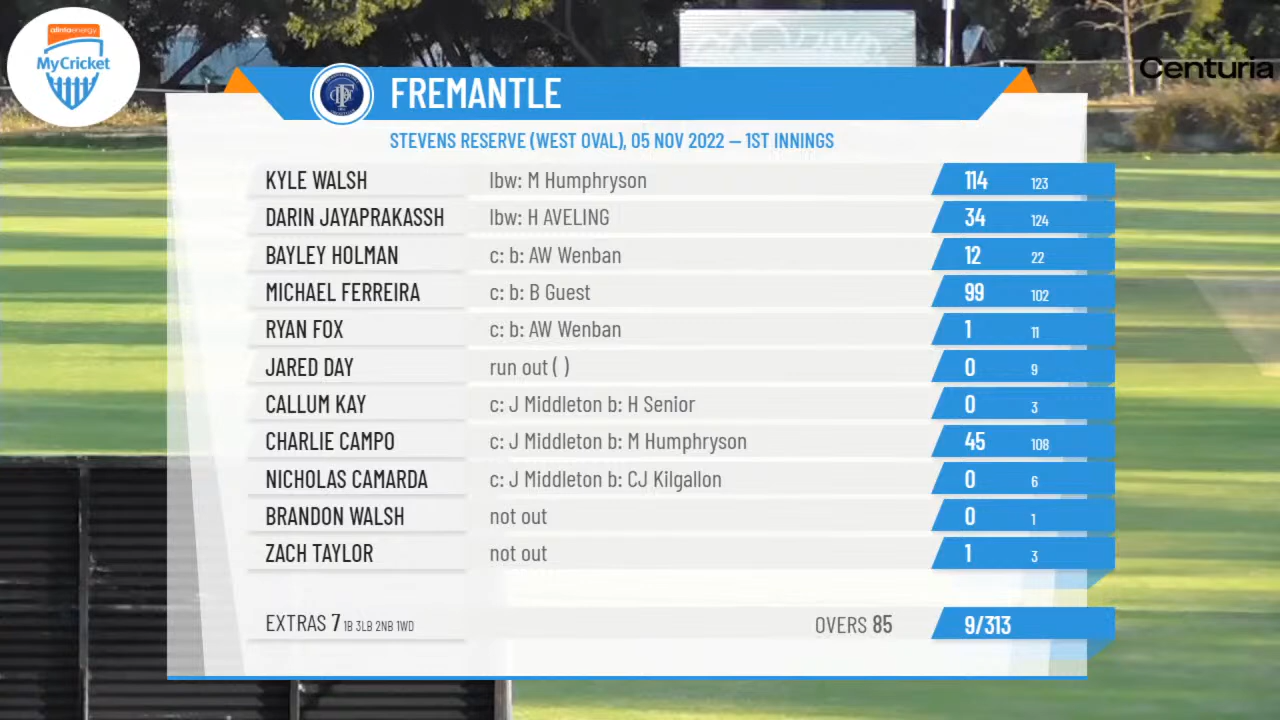 alintaenergy
MyCricket
Centuria
FREMANTLE
STEVENS RESERVE (WEST OVAL), 05 NOV 2022 – 1ST INNINGS
KYLE WALSH lbw: M Humphryson 114 123
DARIN JAYAPRAKASSH lbw: H AVELING 34 124
BAYLEY HOLMAN c: b: AW Wenban 12 22
MICHAEL FERREIRA c: b: B Guest 99 102
RYAN FOX c: b: AW Wenban 1 11
JARED DAY run out ( ) 0 9
CALLUM KAY c: J Middleton b: H Senior 0 3
CHARLIE CAMPO c: J Middleton b: M Humphryson 45 108
NICHOLAS CAMARDA c: J Middleton b: CJ Kilgallon 0 6
BRANDON WALSH not out 0 1
ZACH TAYLOR not out 1 3
EXTRAS 7 1B 3LB 2NB 1WD OVERS 85 9/313